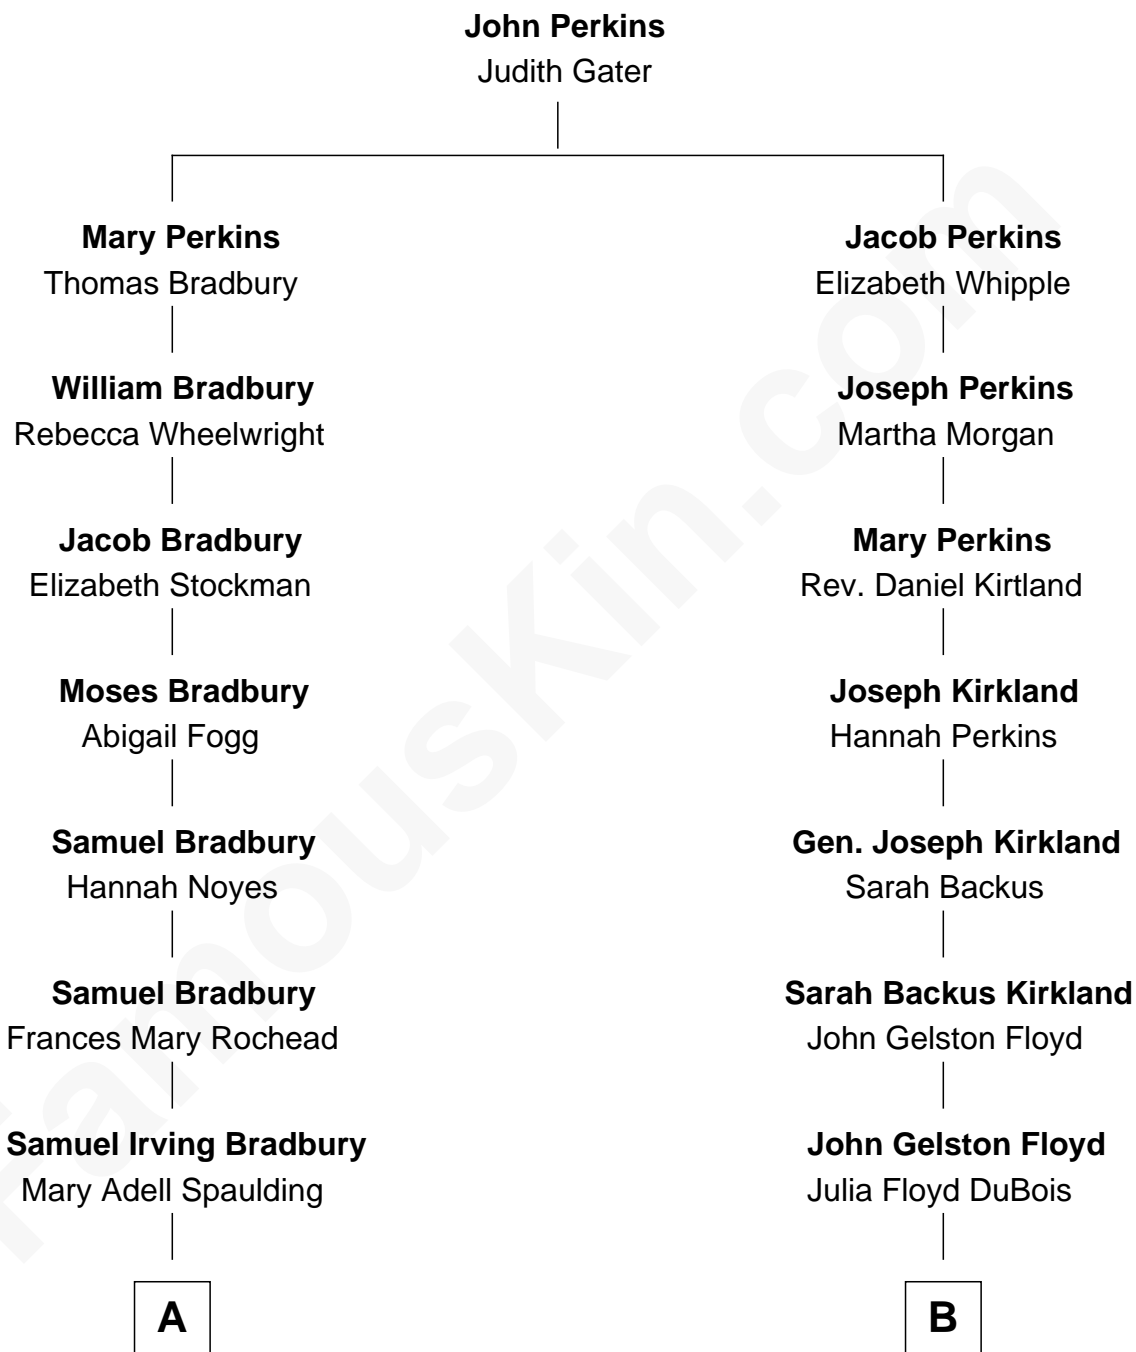 John Perkins
Judith Gater
Mary Perkins
Thomas Bradbury
Jacob Perkins
Elizabeth Whipple
William Bradbury
Rebecca Wheelwright
Joseph Perkins
Martha Morgan
Jacob Bradbury
Elizabeth Stockman
Mary Perkins
Rev. Daniel Kirtland
Moses Bradbury
Abigail Fogg
Joseph Kirkland
Hannah Perkins
Samuel Bradbury
Hannah Noyes
Gen. Joseph Kirkland
Sarah Backus
Samuel Bradbury
Frances Mary Rochead
Sarah Backus Kirkland
John Gelston Floyd
Samuel Irving Bradbury
Mary Adell Spaulding
John Gelston Floyd
Julia Floyd DuBois
A
B
FamousKin.com